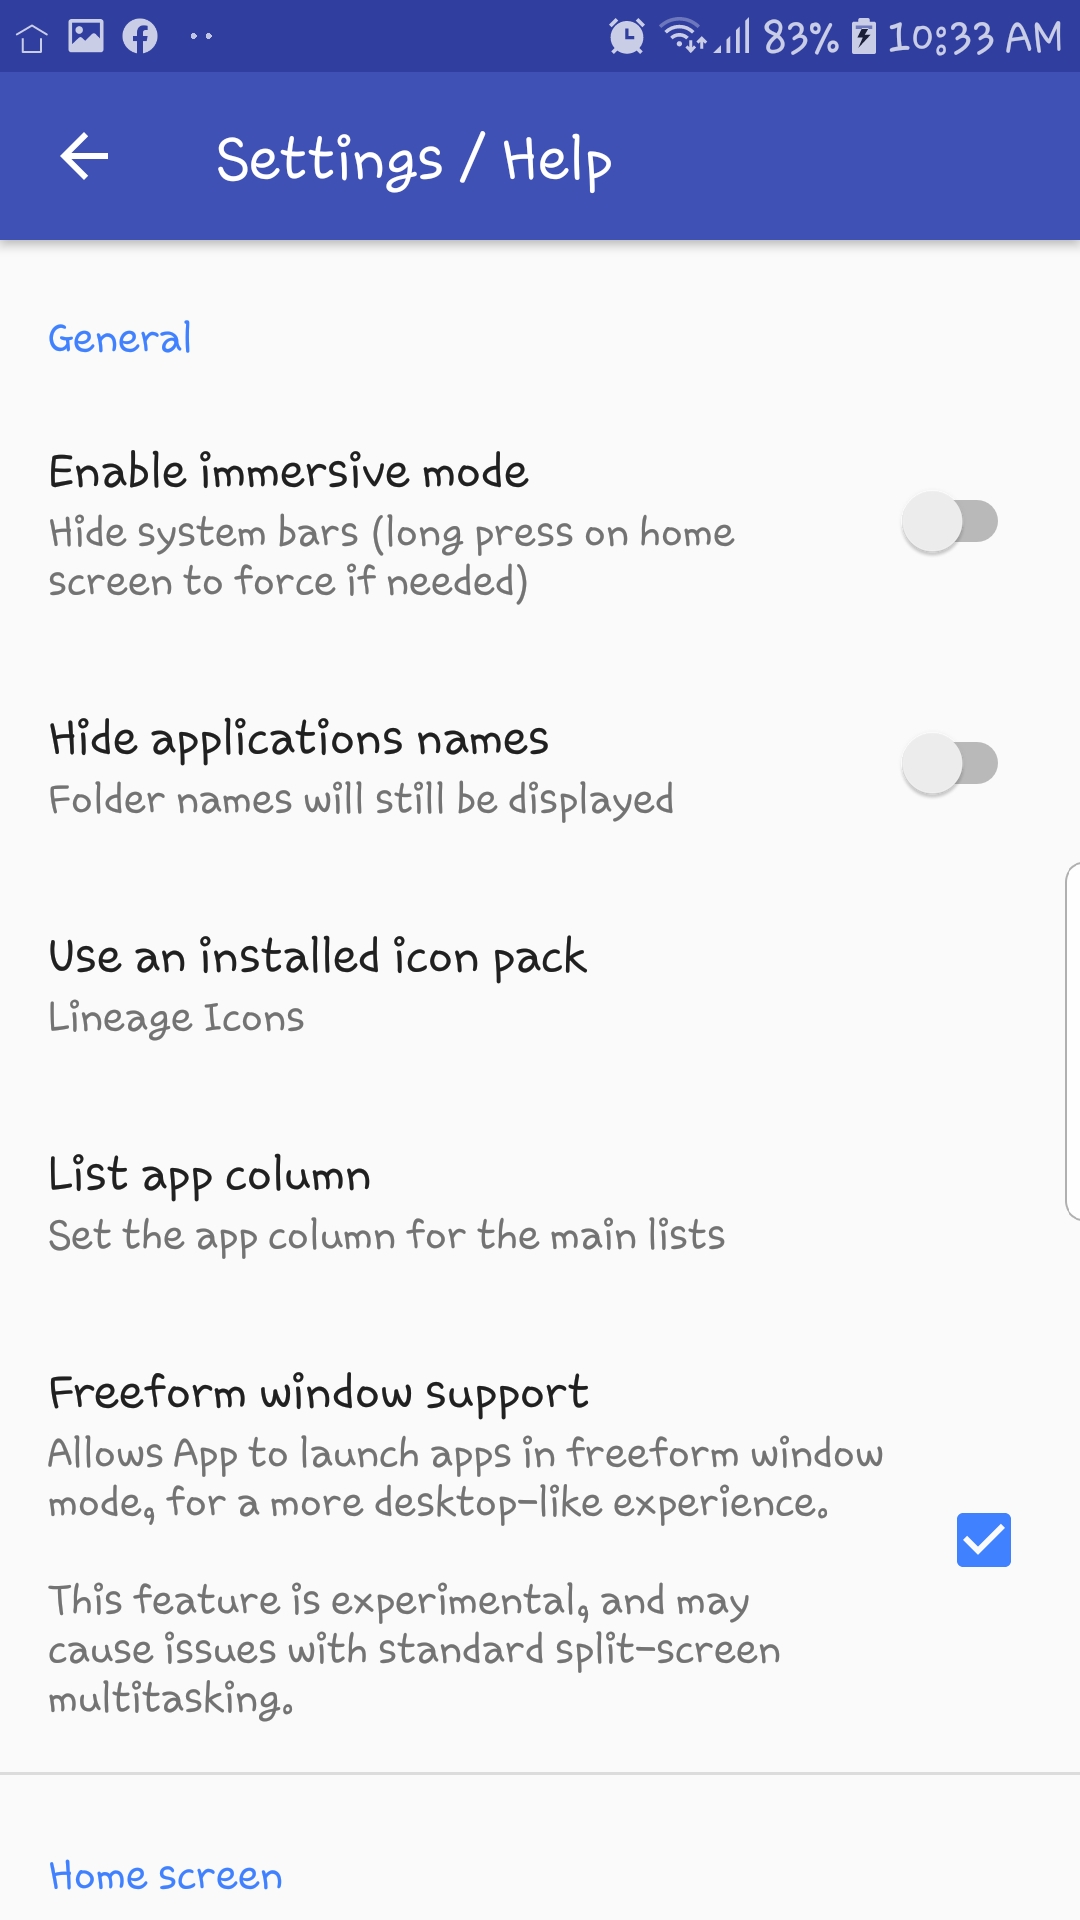 83% 10:33 AM
Settings / Help
General
Enable immersive mode
Hide system bars (long press on home
screen to force if needed)
Hide applications names
Folder names will still be displayed
Use an installed icon pack
Lineage Icons
List app column
Set the app column for the main lists
Freeform window support
Allows App to launch apps in freeform window
mode, for a more desktop-like experience.
This feature is experimental, and may
cause issues with standard split-screen
multitasking.
Home screen